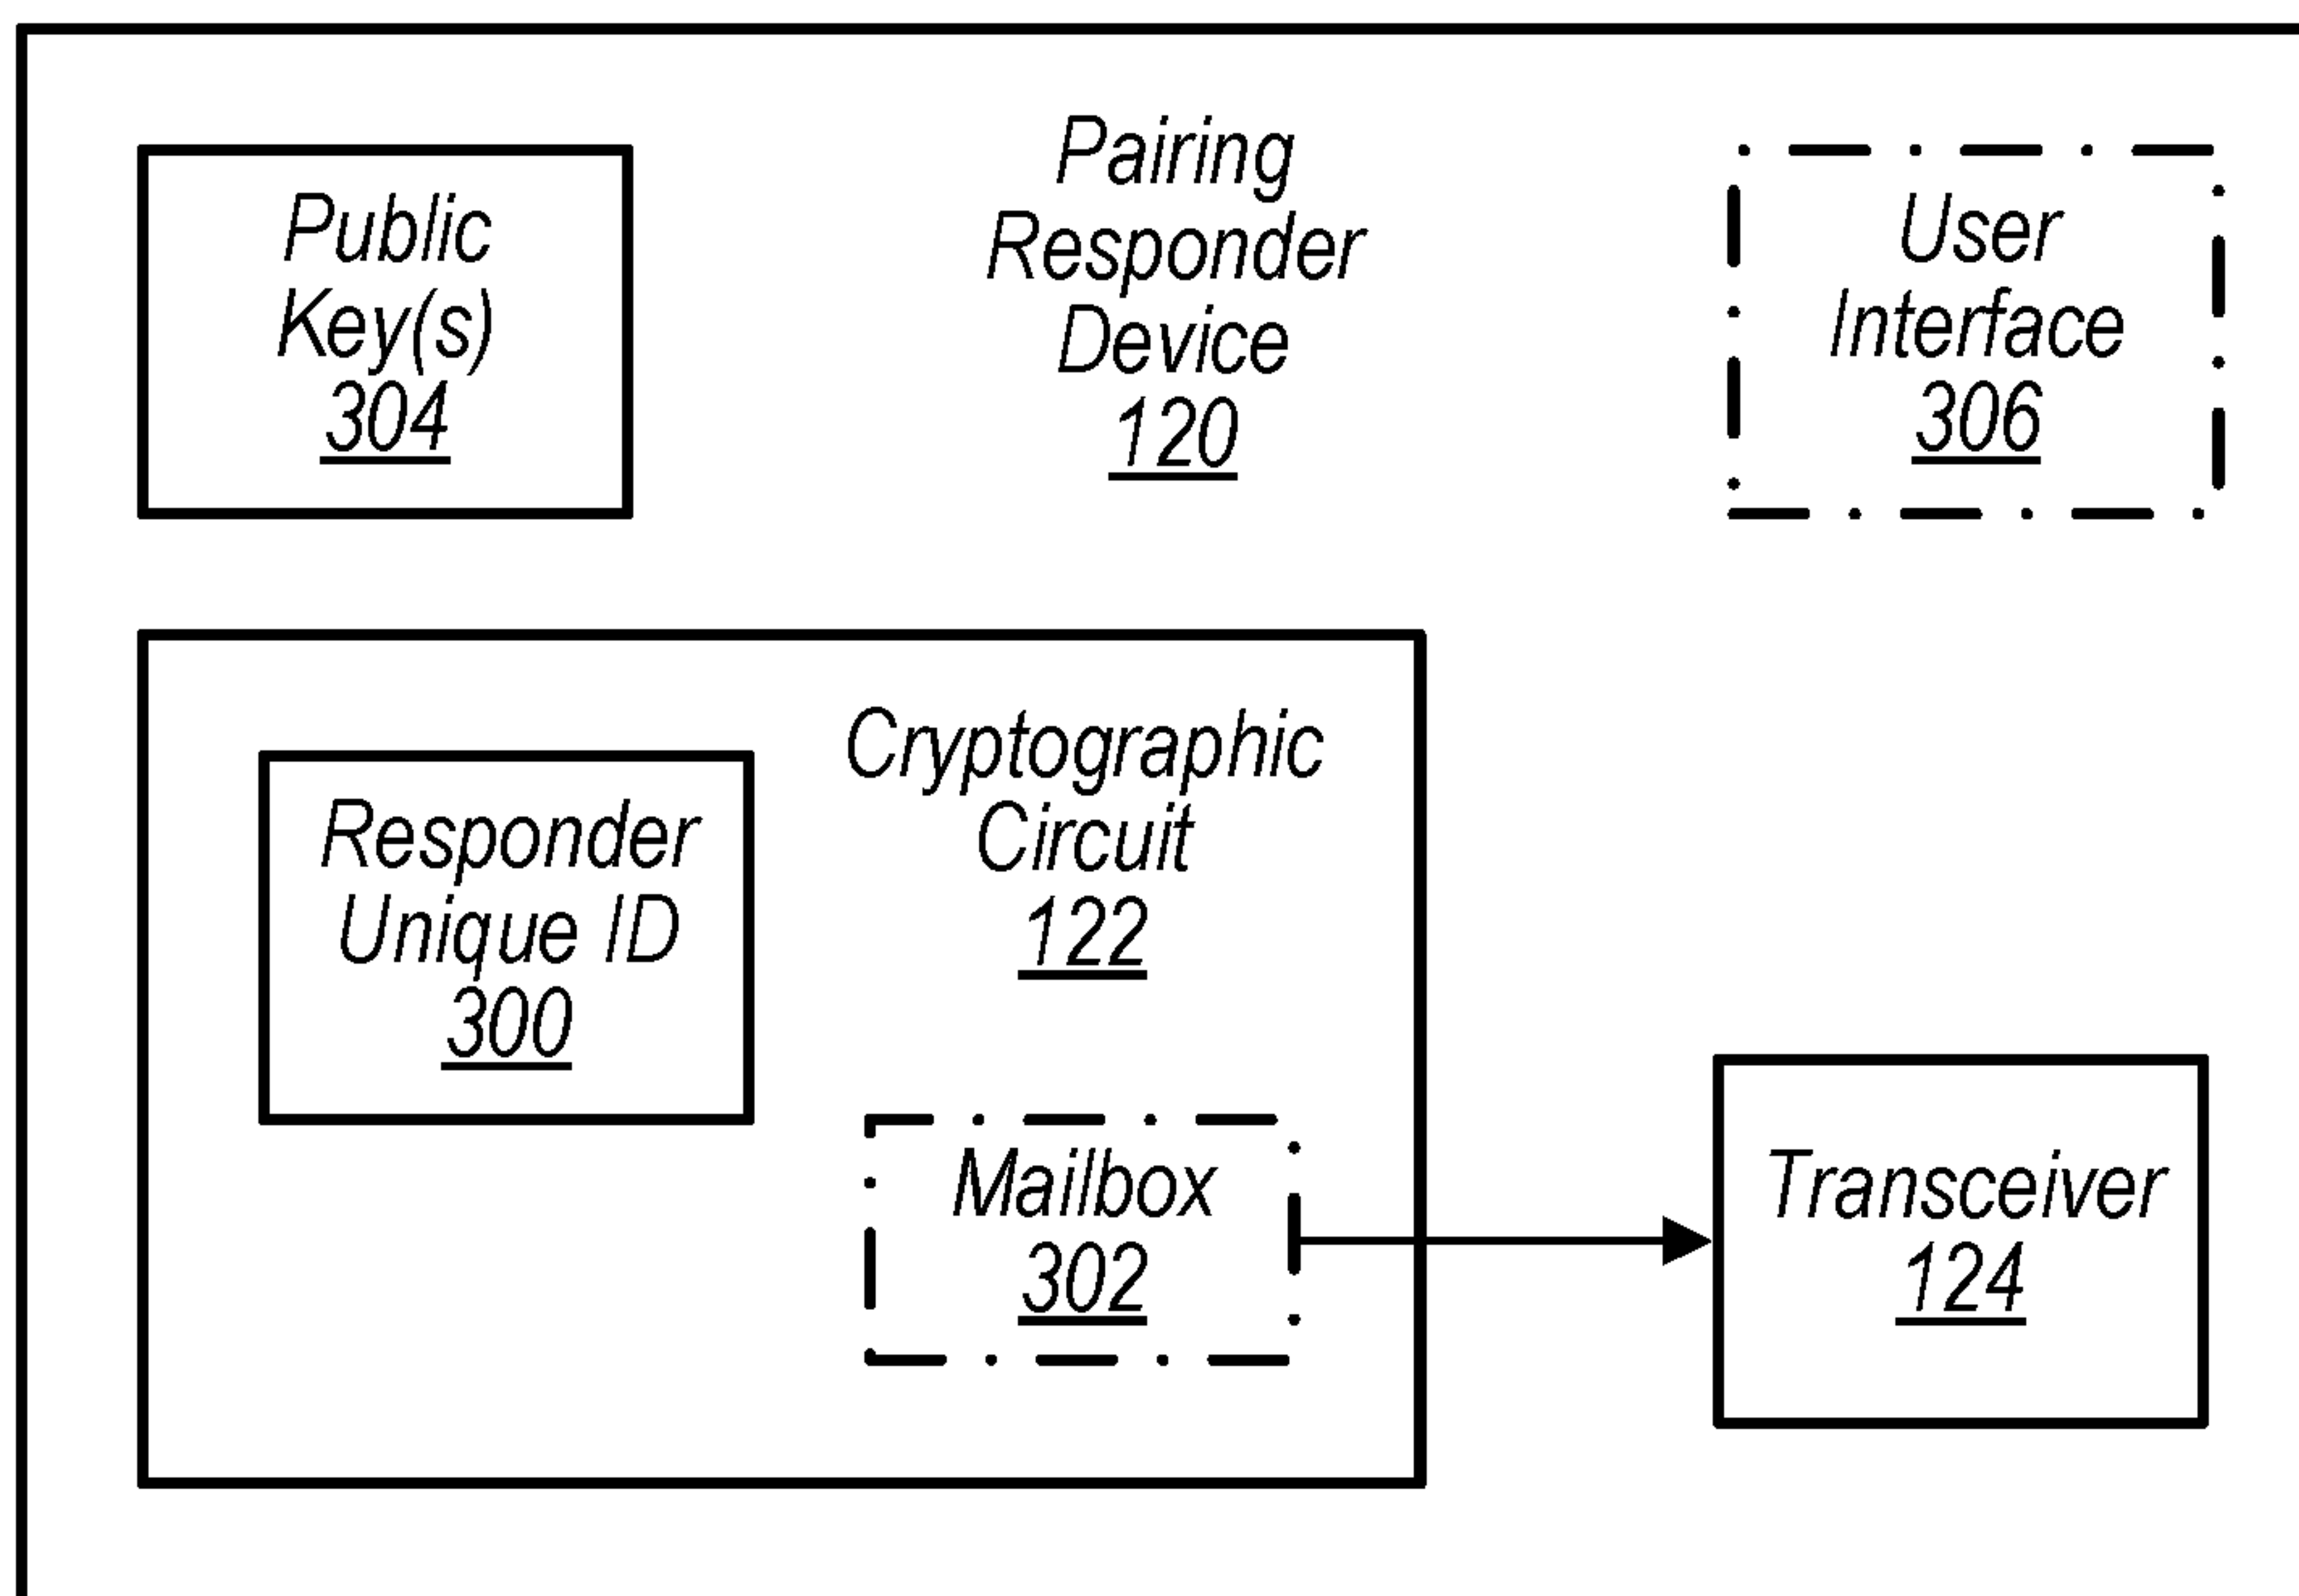 Public
Key(s)
304
Pairing
Responder
Device
120
User
Interface
306
Cryptographic
Circuit
122
Responder
Unique ID
300
Mailbox
302
Transceiver
124